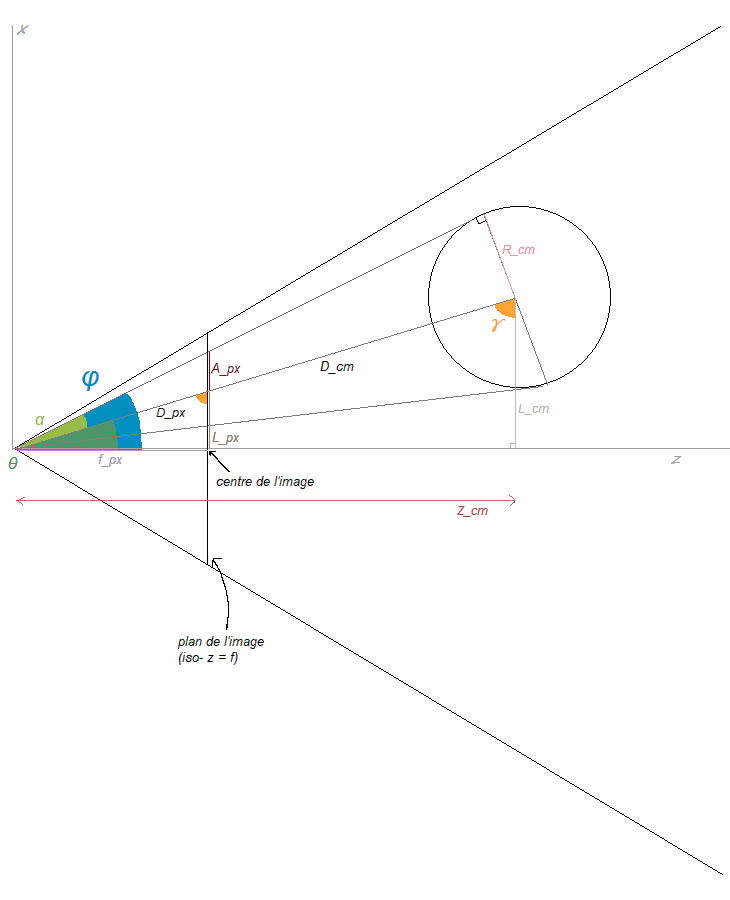 x
R_cm
γ
D_cm
φ
A_px
α
D_px
L_cm
L_px
θ
f_px
z
centre de l'image
Z_cm
plan de l'image
(iso- z = f)